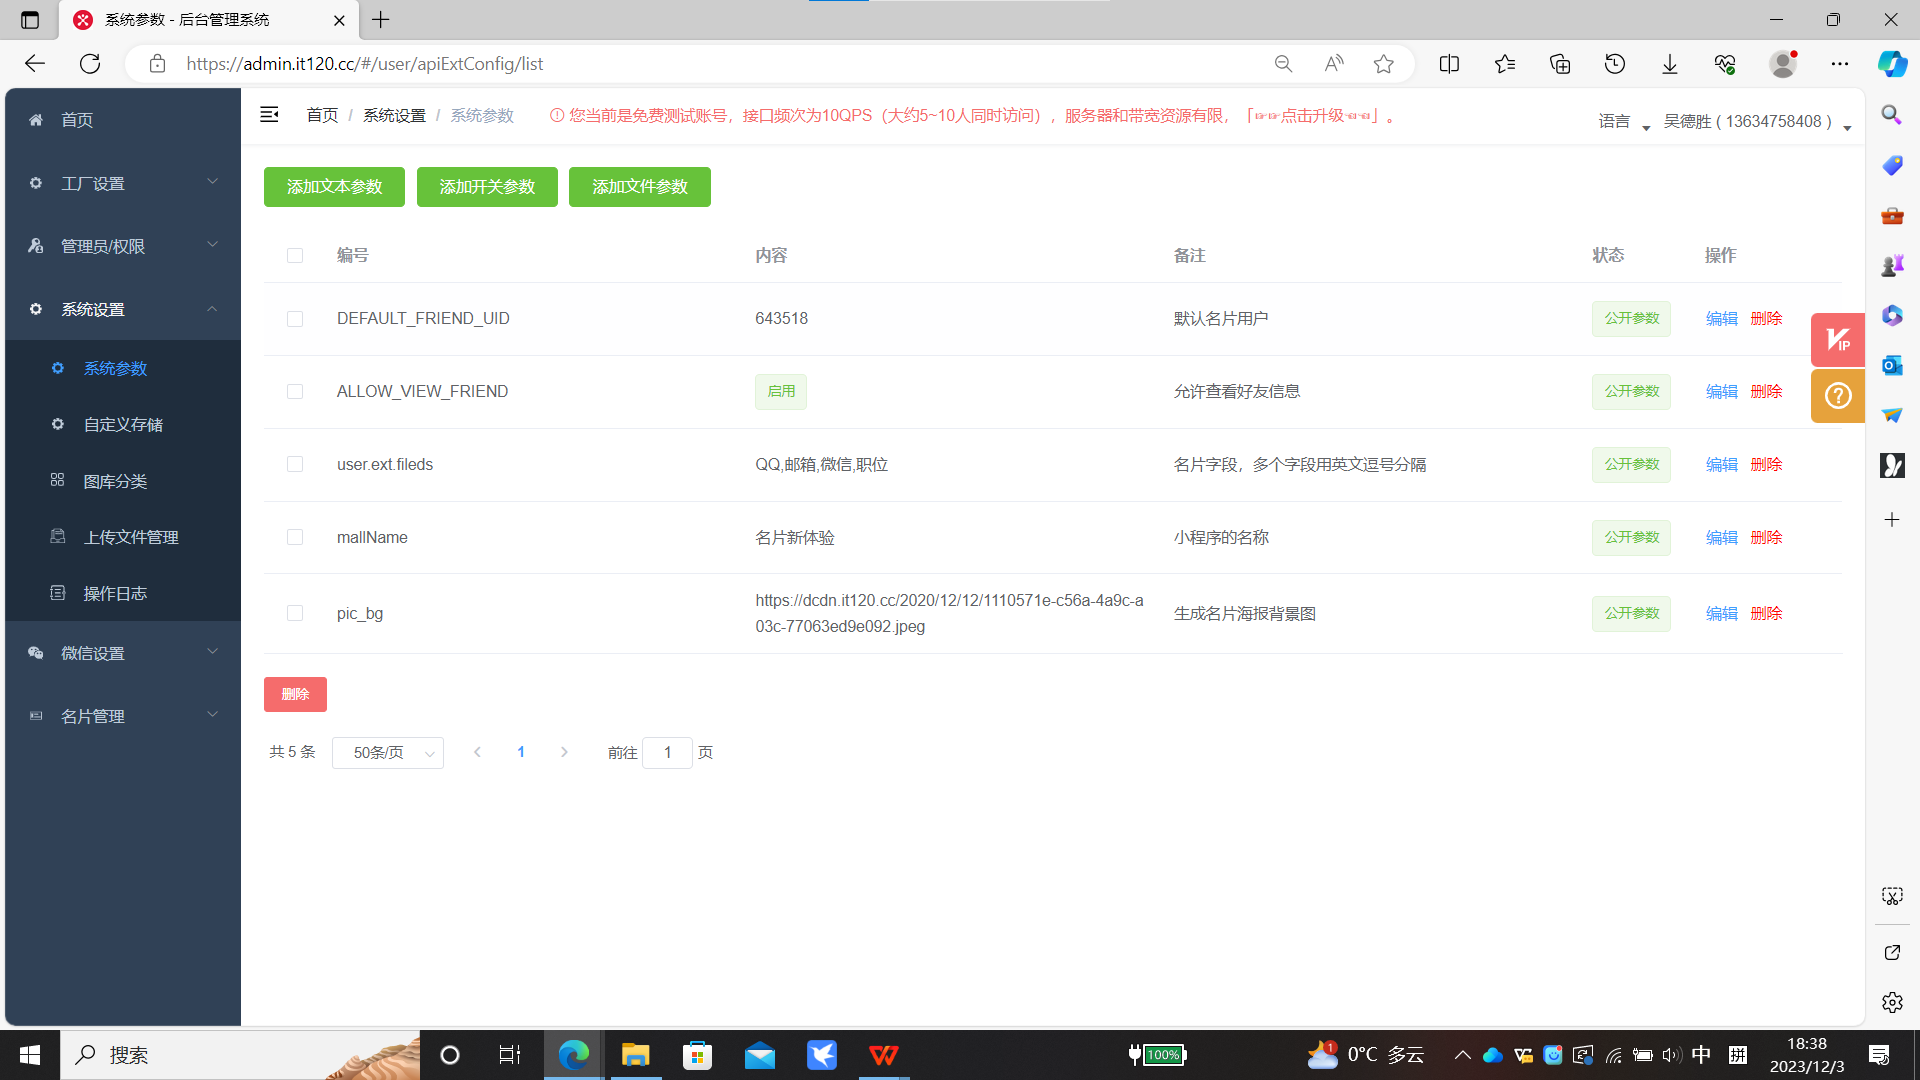 系统参数 - 后台管理系统
https://admin.it120.cc/#/user/apiExtConfig/list
首页
工厂设置
管理员/权限
系统设置
系统参数
自定义存储
图库分类
上传文件管理
操作日志
微信设置
名片管理
首页 / 系统设置 / 系统参数
您当前是免费测试账号，接口频次为10QPS（大约5~10人同时访问），服务器和带宽资源有限，「☞☞点击升级☜☜」。
语言 吴德胜 ( 13634758408 )
添加文本参数 添加开关参数 添加文件参数
编号 内容 备注 状态 操作
DEFAULT_FRIEND_UID 643518 默认名片用户 公开参数 编辑 删除
ALLOW_VIEW_FRIEND 启用 允许查看好友信息 公开参数 编辑 删除
user.ext.fileds QQ,邮箱,微信,职位 名片字段，多个字段用英文逗号分隔 公开参数 编辑 删除
mallName 名片新体验 小程序的名称 公开参数 编辑 删除
pic_bg https://dcdn.it120.cc/2020/12/12/1110571e-c56a-4a9c-a
03c-77063ed9e092.jpeg 生成名片海报背景图 公开参数 编辑 删除
VIP
删除
共 5 条 50条/页 1 前往 1 页
搜索
100%
1
0°C 多云
中
拼
18:38
2023/12/3